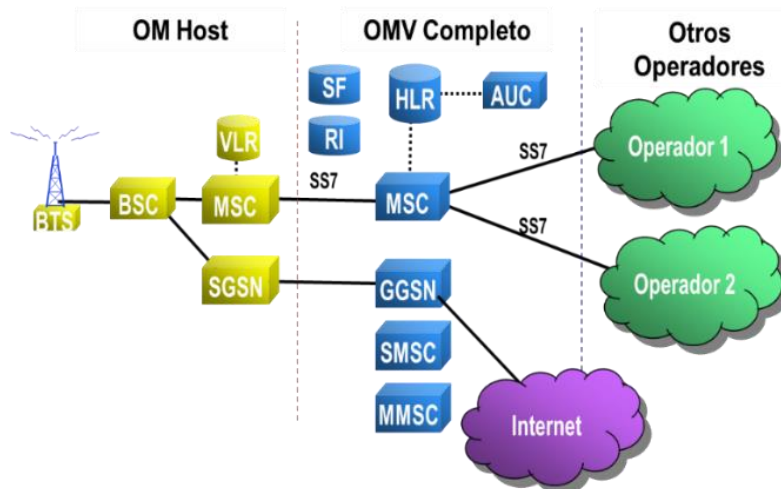 OM Host
OMV Completo
Otros
Operadores
SF
HLR
AUC
RI
VLR
BTS
BSC
MSC
SS7
MSC
SS7
SS7
Operador 1
Operador 2
SGSN
GGSN
SMSC
MMSC
Internet